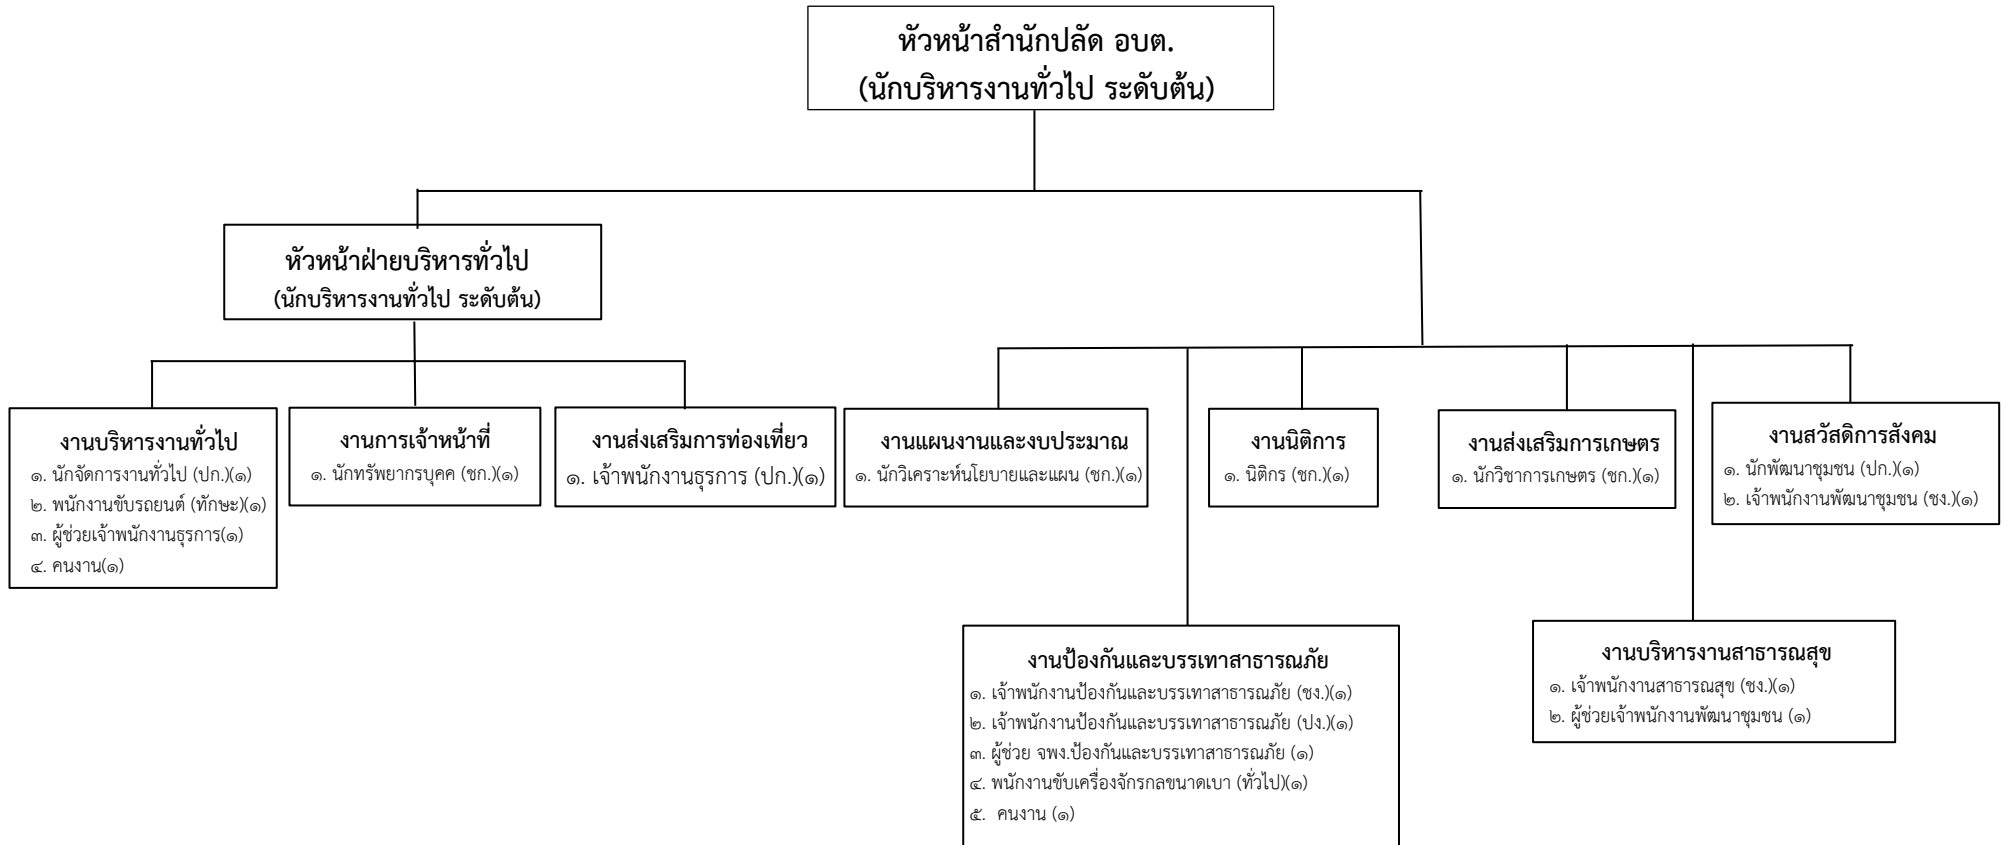 หัวหน้าสำนักปลัด อบต.
(นักบริหารงานทั่วไป ระดับต้น)
หัวหน้าฝ่ายบริหารทั่วไป
(นักบริหารงานทั่วไป ระดับต้น)
งานบริหารงานทั่วไป
๑. นักจัดการงานทั่วไป (ปก.)(๑)
๒. พนักงานขับรถยนต์ (ทักษะ)(๑)
๓. ผู้ช่วยเจ้าพนักงานธุรการ(๑)
๔. คนงาน(๑)
งานการเจ้าหน้าที่
๑. นักทรัพยากรบุคค (ชก.)(๑)
งานส่งเสริมการท่องเที่ยว
๑. เจ้าพนักงานธุรการ (ปก.)(๑)
งานแผนงานและงบประมาณ
๑. นักวิเคราะห์นโยบายและแผน (ชก.)(๑)
งานนิติการ
๑. นิติกร (ชก.)(๑)
งานส่งเสริมการเกษตร
๑. นักวิชาการเกษตร (ชก.)(๑)
งานสวัสดิการสังคม
๑. นักพัฒนาชุมชน (ปก.)(๑)
๒. เจ้าพนักงานพัฒนาชุมชน (ชง.)(๑)
งานป้องกันและบรรเทาสาธารณภัย
๑. เจ้าพนักงานป้องกันและบรรเทาสาธารณภัย (ชง.)(๑)
๒. เจ้าพนักงานป้องกันและบรรเทาสาธารณภัย (ปง.)(๑)
๓. ผู้ช่วย จพง.ป้องกันและบรรเทาสาธารณภัย (๑)
๔. พนักงานขับเครื่องจักรกลขนาดเบา (ทั่วไป)(๑)
๕. คนงาน (๑)
งานบริหารงานสาธารณสุข
๑. เจ้าพนักงานสาธารณสุข (ชง.)(๑)
๒. ผู้ช่วยเจ้าพนักงานพัฒนาชุมชน (๑)